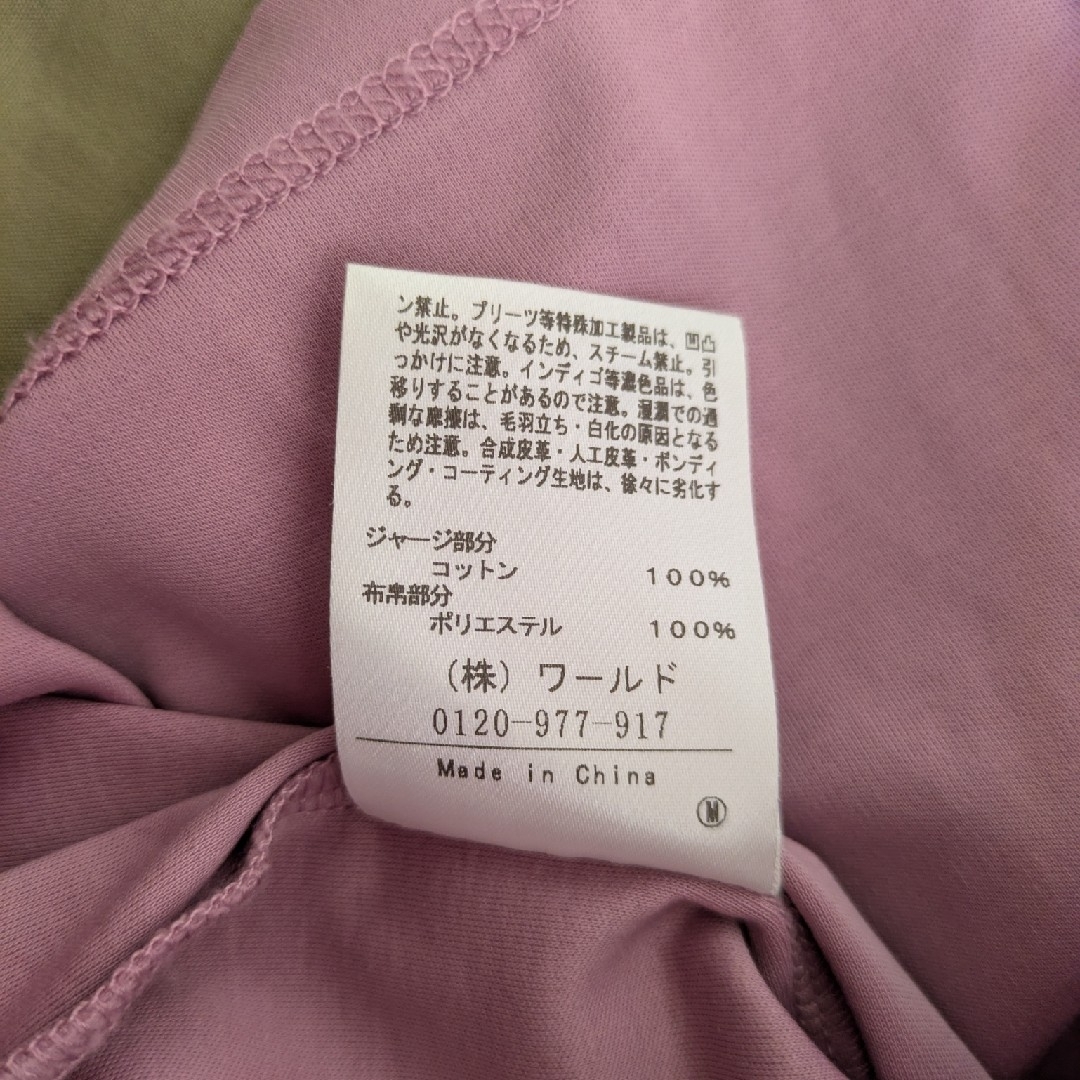 ン禁止。プリーツ等特殊加工製品は、凹凸
や光沢がなくなるため、スチーム禁止。引
っかけに注意。インディゴ等濃色品は、色
移りすることがあるので注意。湿潤での過
剰な摩擦は、毛羽立ち・白化の原因となる
ため注意。合成皮革・人工皮革・ボンディ
ング・コーティング生地は、徐々に劣化す
る。
ジャージ部分
コットン 100%
布帛部分
ポリエステル 100%
(株) ワールド
0120-977-917
Made in China
Ⓜ